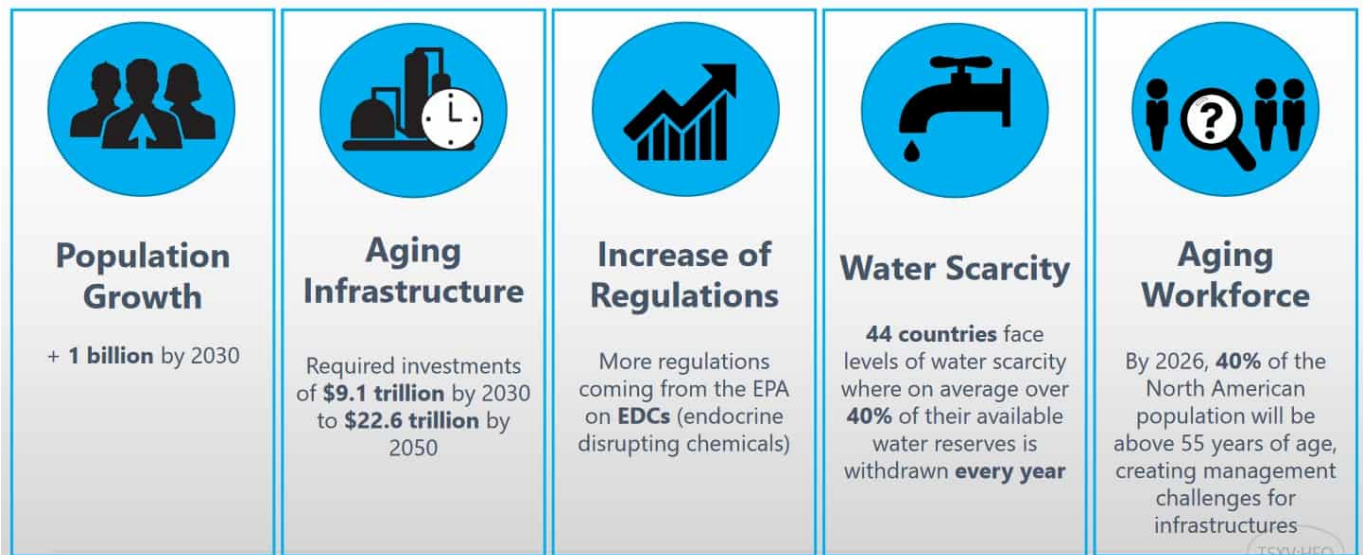 Population
Growth
+ 1 billion by 2030
Aging
Infrastructure
Required investments
of $9.1 trillion by 2030
to $22.6 trillion by
2050
Increase of
Regulations
More regulations
coming from the EPA
on EDCs (endocrine
disrupting chemicals)
Water Scarcity
44 countries face
levels of water scarcity
where on average over
40% of their available
water reserves is
withdrawn every year
?
Aging
Workforce
By 2026, 40% of the
North American
population will be
above 55 years of age,
creating management
challenges for
infrastructures